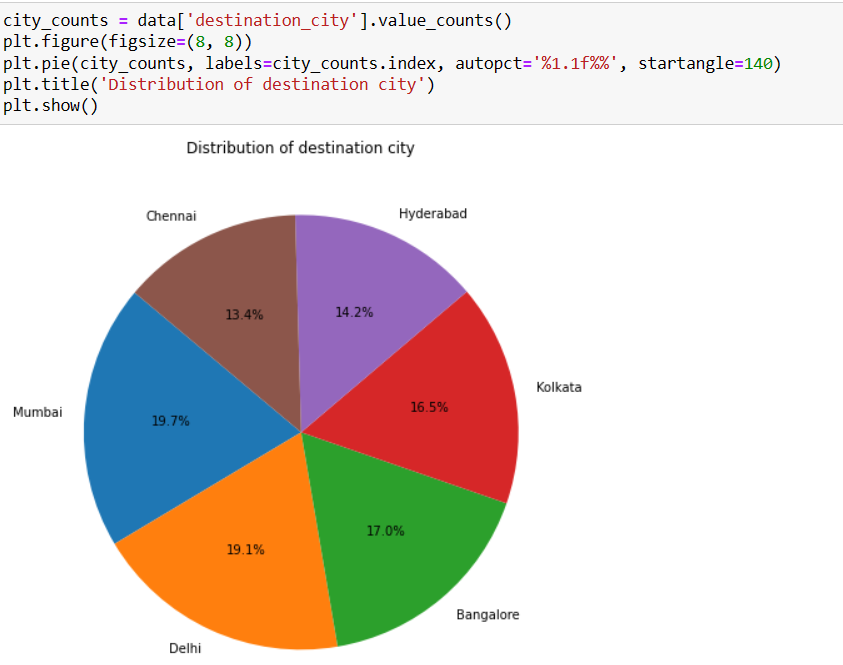 city_counts = data['destination_city'].value_counts()
plt.figure(figsize=(8, 8))
plt.pie(city_counts, labels=city_counts.index, autopct='%1.1f%%', startangle=140)
plt.title('Distribution of destination city')
plt.show()
Distribution of destination city
Chennai
Hyderabad
13.4%
14.2%
Kolkata
16.5%
Mumbai
19.7%
17.0%
19.1%
Bangalore
Delhi